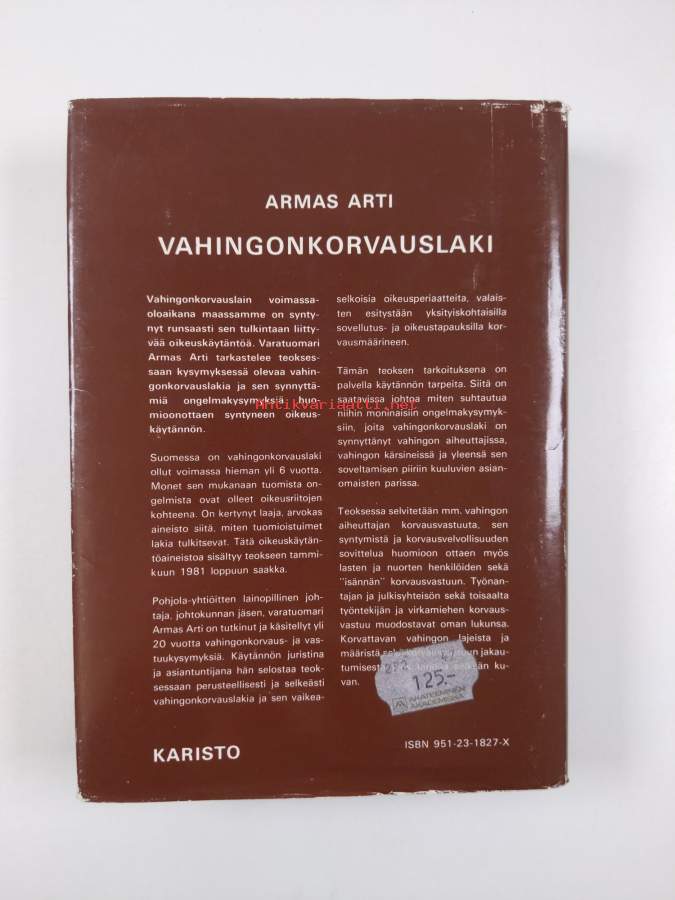 ARMAS ARTI
VAHINGONKORVAUSLAKI
Vahingonkorvauslain voimassa-
oloaikana maassamme on synty-
nyt runsaasti sen tulkintaan liitty-
vää oikeuskäytäntöä. Varatuomari
Armas Arti tarkastelee teokses-
saan kysymyksessä olevaa vahin-
gonkorvauslakia ja sen synnyttä-
miä ongelmakysymyksiä huo-
mioonottaen syntyneen oikeus-
käytännön.
Suomessa on vahingonkorvauslaki
ollut voimassa hieman yli 6 vuotta.
Monet sen mukanaan tuomista on-
gelmista ovat olleet oikeusriitojen
kohteena. On kertynyt laaja, arvokas
aineisto siitä, miten tuomioistuimet
lakia tulkitsevat. Tätä oikeuskäytän-
töaineistoa sisältyy teokseen tammi-
kuun 1981 loppuun saakka.
Pohjola-yhtiöitten lainopillinen joh-
taja, johtokunnan jäsen, varatuomari
Armas Arti on tutkinut ja käsitellyt yli
20 vuotta vahingonkorvaus- ja vas-
tuukysymyksiä. Käytännön juristina
ja asiantuntijana hän selostaa teok-
sessaan perusteellisesti ja selkeästi
vahingonkorvauslakia ja sen vaikea-
selkoisia oikeusperiaatteita, valais-
ten esitystään yksityiskohtaisilla
sovellutus- ja oikeustapauksilla kor-
vausmäärineen.
Tämän teoksen tarkoituksena on
palvella käytännön tarpeita. Siitä on
saatavissa johtoa miten suhtautua
niihin moninaisiin ongelmakysymyk-
siin, joita vahingonkorvauslaki on
synnyttänyt vahingon aiheuttajissa,
vahingon kärsineissä ja yleensä sen
soveltamisen piiriin kuuluvien asian-
omaisten parissa.
Teoksessa selvitetään mm. vahingon
aiheuttajan korvausvastuuta, sen
syntymistä ja korvausvelvollisuuden
sovittelua huomioon ottaen myös
lasten ja nuorten henkilöiden sekä
"isännän" korvausvastuun. Työnan-
tajan ja julkisyhteisön sekä toisaalta
työntekijän ja virkamiehen korvaus-
vastuu muodostavat oman lukunsa.
Korvattavan vahingon lajeista ja
määristä jakau-
tumisesta ku-
van.
125.-
AKATEEMINEN
Antikvariaatti.net
KARISTO
ISBN 951-23-1827-X